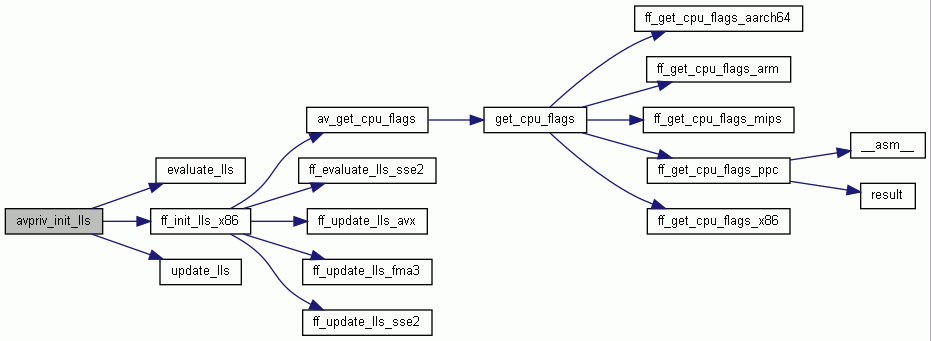 avpriv_init_lls
evaluate_lls
ff_init_lls_x86
update_lls
av_get_cpu_flags
ff_evaluate_lls_sse2
ff_update_lls_avx
ff_update_lls_fma3
ff_update_lls_sse2
get_cpu_flags
ff_get_cpu_flags_aarch64
ff_get_cpu_flags_arm
ff_get_cpu_flags_mips
ff_get_cpu_flags_ppc
ff_get_cpu_flags_x86
__asm__
result